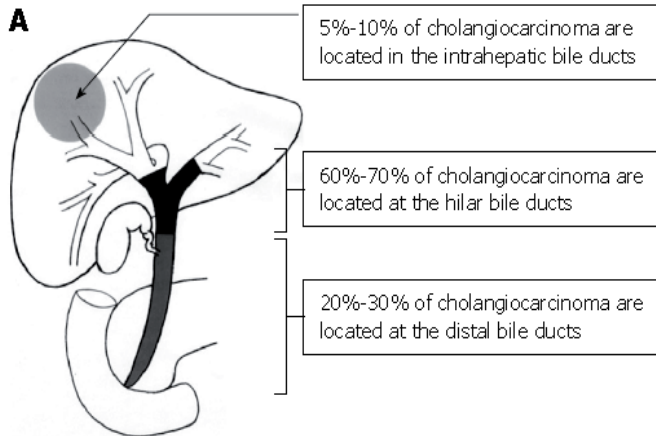 A
5%-10% of cholangiocarcinoma are
located in the intrahepatic bile ducts
60%-70% of cholangiocarcinoma are
located at the hilar bile ducts
20%-30% of cholangiocarcinoma are
located at the distal bile ducts